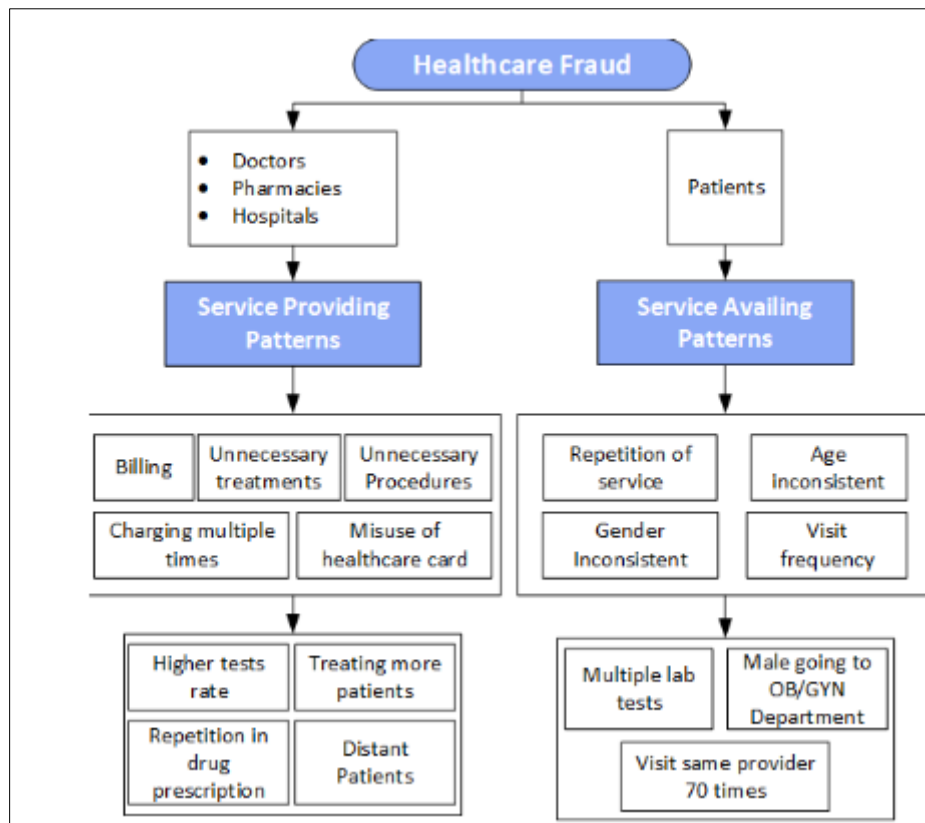 Healthcare Fraud
• Doctors
• Pharmacies
• Hospitals
Patients
Service Providing
Patterns
Service Availing
Patterns
Billing
Unnecessary
treatments
Unnecessary
Procedures
Charging multiple
times
Misuse of
healthcare card
Repetition of
service
Age
inconsistent
Gender
Inconsistent
Visit
frequency
Higher tests
rate
Treating more
patients
Repetition in
drug
prescription
Distant
Patients
Multiple lab
tests
Male going to
OB/GYN
Department
Visit same provider
70 times